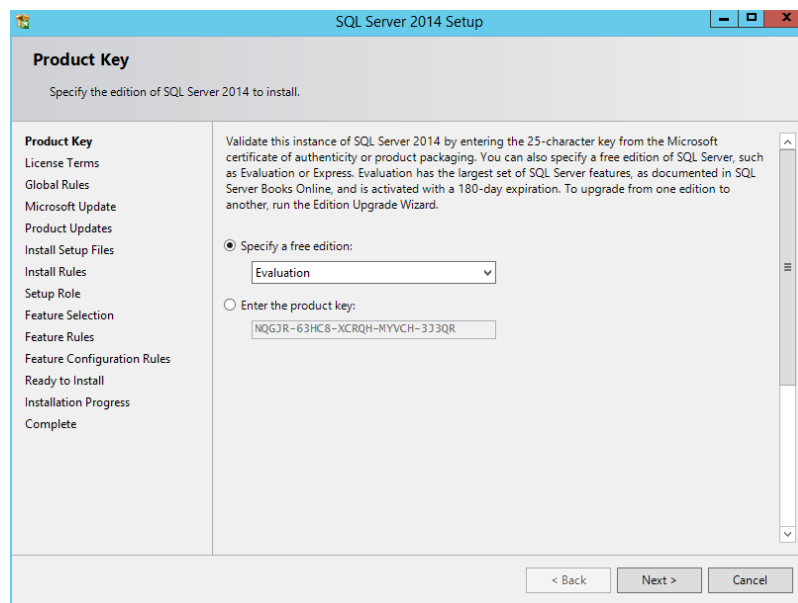 SQL Server 2014 Setup
Product Key
Specify the edition of SQL Server 2014 to install.
Product Key
License Terms
Global Rules
Microsoft Update
Product Updates
Install Setup Files
Install Rules
Setup Role
Feature Selection
Feature Rules
Feature Configuration Rules
Ready to Install
Installation Progress
Complete
Validate this instance of SQL Server 2014 by entering the 25-character key from the Microsoft
certificate of authenticity or product packaging. You can also specify a free edition of SQL Server, such
as Evaluation or Express. Evaluation has the largest set of SQL Server features, as documented in SQL
Server Books Online, and is activated with a 180-day expiration. To upgrade from one edition to
another, run the Edition Upgrade Wizard.
Specify a free edition:
Evaluation
Enter the product key:
NQGJR-63HC8-XCRQH-MYVCH-3J3QR
< Back
Next >
Cancel